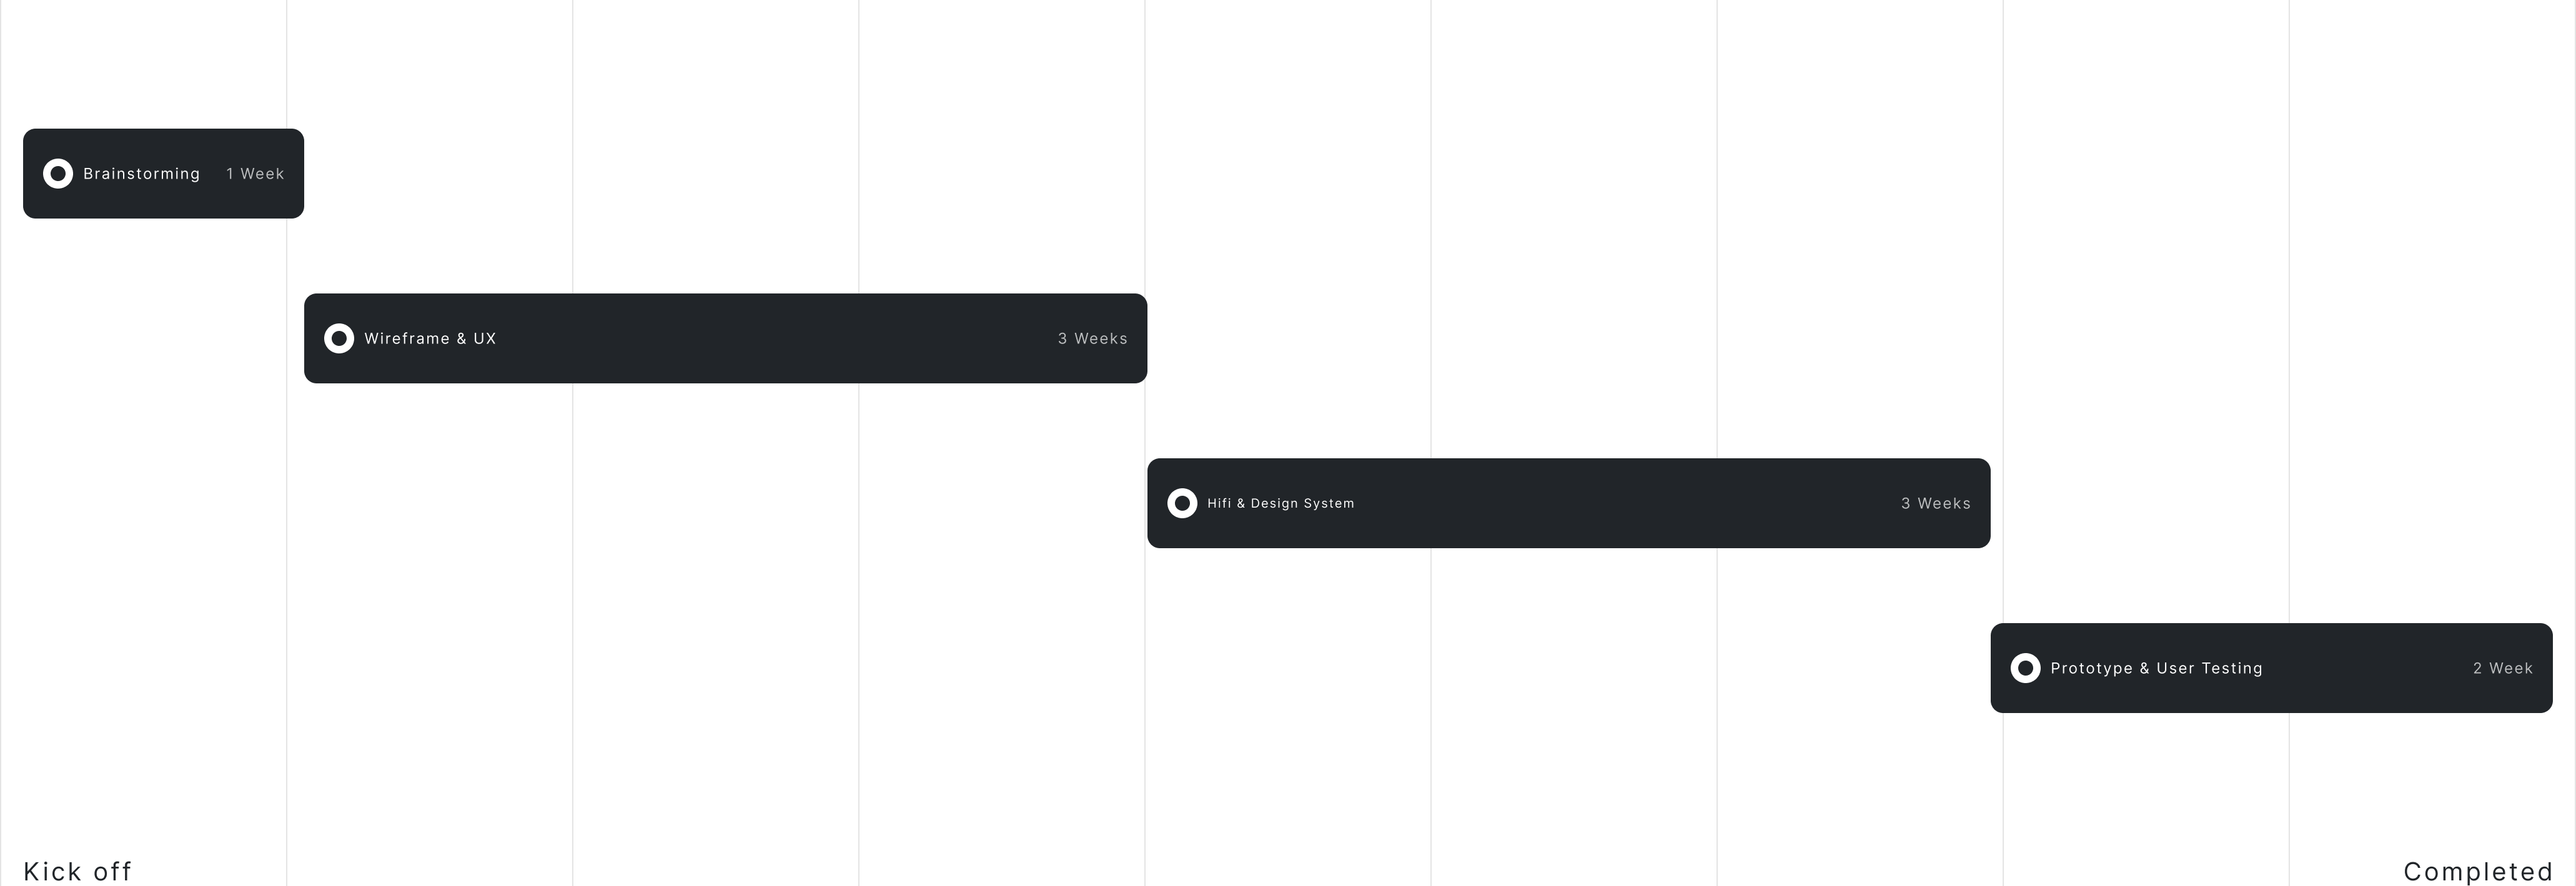 Brainstorming 1 Week
Wireframe & UX 3 Weeks
Hifi & Design System 3 Weeks
Prototype & User Testing 2 Week
Kick off Completed